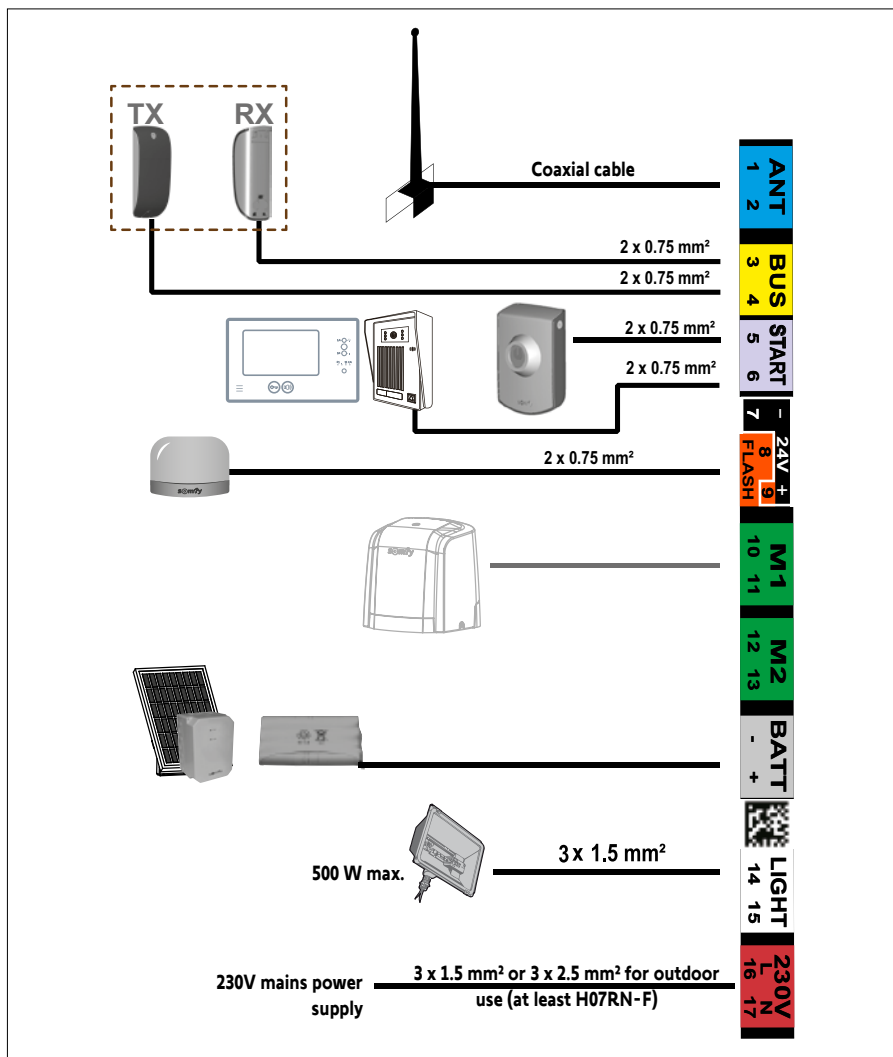 TX RX
Coaxial cable
ANT
1 2
2 x 0.75 mm²
2 x 0.75 mm²
BUS
3 4
2 x 0.75 mm²
2 x 0.75 mm²
START
5 6
somfy
2 x 0.75 mm²
- 24V +
7 8 9
FLASH
somfy
M1
10 11
M2
12 13
BATT
- +
500 W max.
3 x 1.5 mm²
LIGHT
14 15
230V mains power
supply
3 x 1.5 mm² or 3 x 2.5 mm² for outdoor
use (at least H07RN-F)
230V
L N
16 17